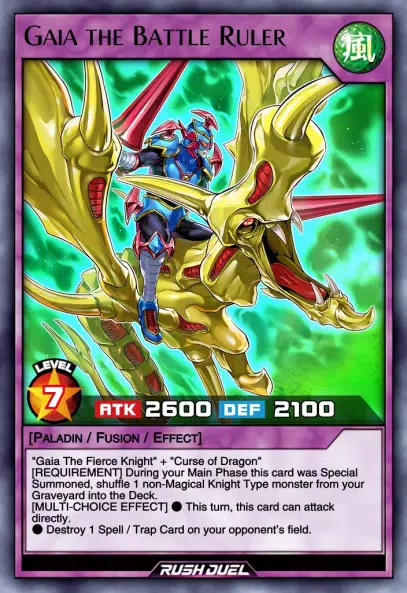 Gaia the Battle Ruler
風
LEVEL
7
ATK 2600 DEF 2100
[Paladin / Fusion / Effect]
"Gaia The Fierce Knight" + "Curse of Dragon"
[REQUIREMENT] During your Main Phase this card was Special
Summoned, shuffle 1 non-Magical Knight Type monster from your
Graveyard into the Deck.
[MULTI-CHOICE EFFECT] ● This turn, this card can attack
directly.
● Destroy 1 Spell / Trap Card on your opponent's field.
RUSH DUEL